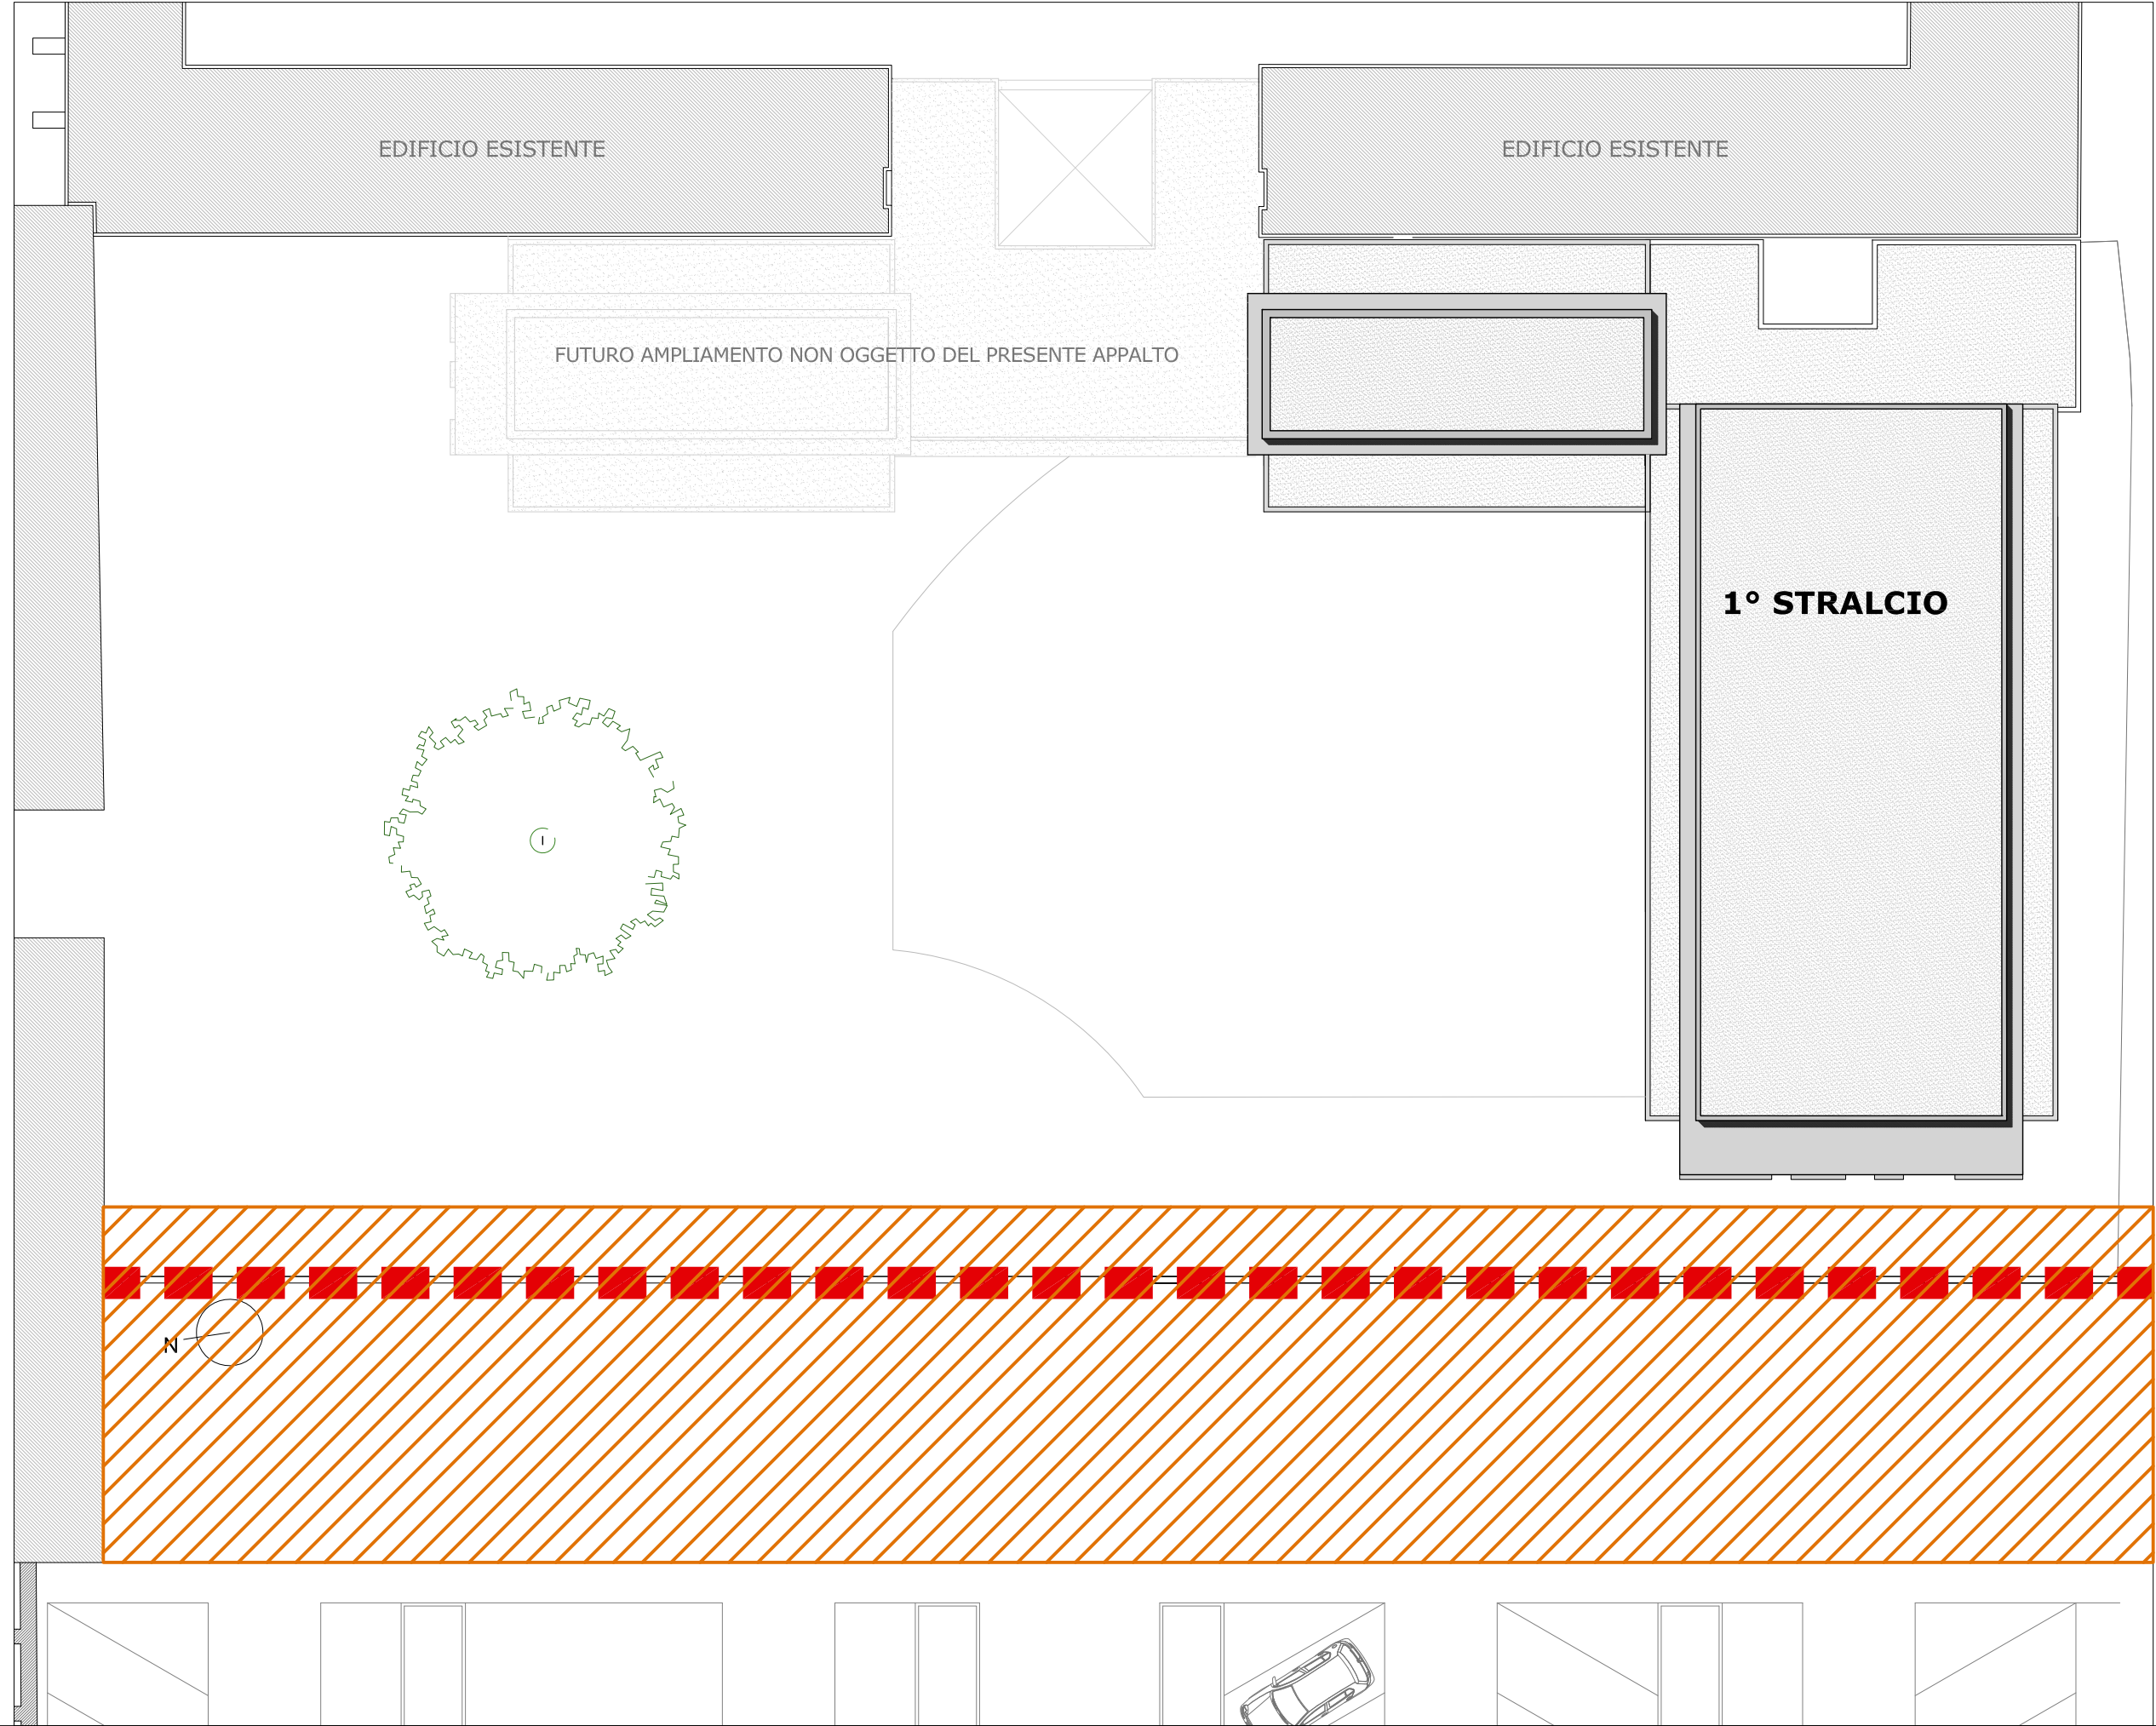 EDIFICIO ESISTENTE
EDIFICIO ESISTENTE
FUTURO AMPLIAMENTO NON OGGETTO DEL PRESENTE APPALTO
1° STRALCIO
N